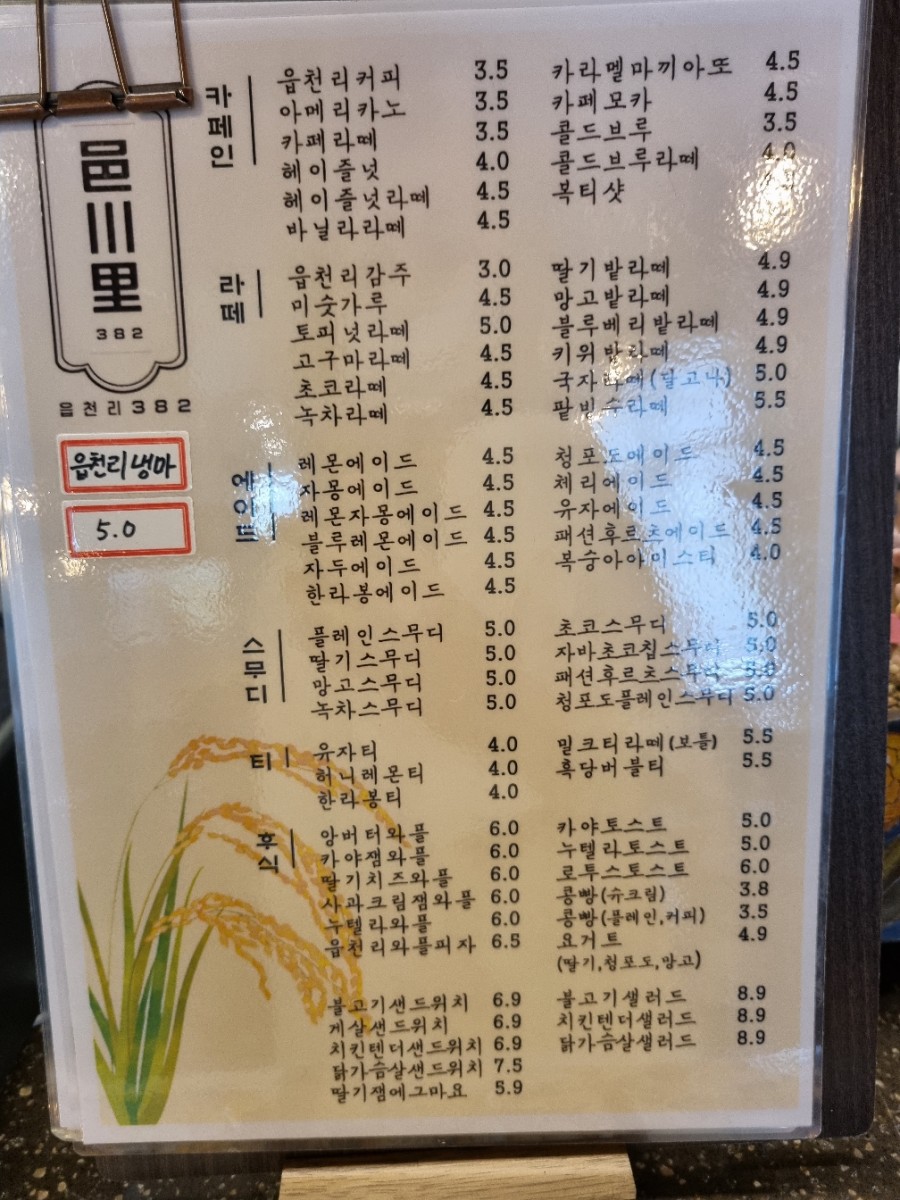 邑川里
382
읍천리382
읍천리냉마
5.0
카페인
읍천리커피 3.5
아메리카노 3.5
카페라떼 3.5
헤이즐넛 4.0
헤이즐넛라떼 4.5
바닐라라떼 4.5
카라멜마끼아또 4.5
카페모카 4.5
콜드브루 3.5
콜드브루라떼 4.0
복티샷
라떼
읍천리감주 3.0
미숫가루 4.5
토피넛라떼 5.0
고구마라떼 4.5
초코라떼 4.5
녹차라떼 4.5
딸기밭라떼 4.9
망고밭라떼 4.9
블루베리밭라떼 4.9
키위밭라떼 4.9
국자라떼(달고나) 5.0
팥빙수라떼 5.5
에이드
레몬에이드 4.5
자몽에이드 4.5
레몬자몽에이드 4.5
블루레몬에이드 4.5
자두에이드 4.5
한라봉에이드 4.5
청포도에이드 4.5
체리에이드 4.5
유자에이드 4.5
패션후르츠에이드 4.5
복숭아아이스티 4.0
스무디
플레인스무디 5.0
딸기스무디 5.0
망고스무디 5.0
녹차스무디 5.0
초코스무디 5.0
자바초코칩스무디 5.0
패션후르츠스무디 5.0
청포도플레인스무디 5.0
티
유자티 4.0
허니레몬티 4.0
한라봉티 4.0
밀크티라떼(보틀) 5.5
흑당버블티 5.5
후식
앙버터와플 6.0
카야잼와플 6.0
딸기치즈와플 6.0
사과크림잼와플 6.0
누텔라와플 6.0
읍천리와플피자 6.5
카야토스트 5.0
누텔라토스트 5.0
로투스토스트 6.0
콩빵(슈크림) 3.8
콩빵(플레인,커피) 3.5
요거트 4.9
(딸기,청포도,망고)
불고기샌드위치 6.9
게살샌드위치 6.9
치킨텐더샌드위치 6.9
닭가슴살샌드위치 7.5
딸기잼에그마요 5.9
불고기샐러드 8.9
치킨텐더샐러드 8.9
닭가슴살샐러드 8.9